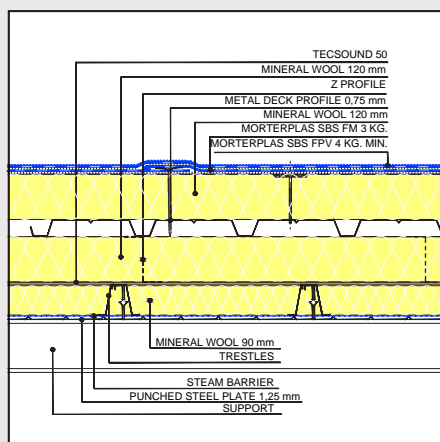 TECSOUND 50
MINERAL WOOL 120 mm
Z PROFILE
METAL DECK PROFILE 0,75 mm
MINERAL WOOL 120 mm
MORTERPLAS SBS FM 3 KG.
MORTERPLAS SBS FPV 4 KG. MIN.
MINERAL WOOL 90 mm
TRESTLES
STEAM BARRIER
PUNCHED STEEL PLATE 1,25 mm
SUPPORT